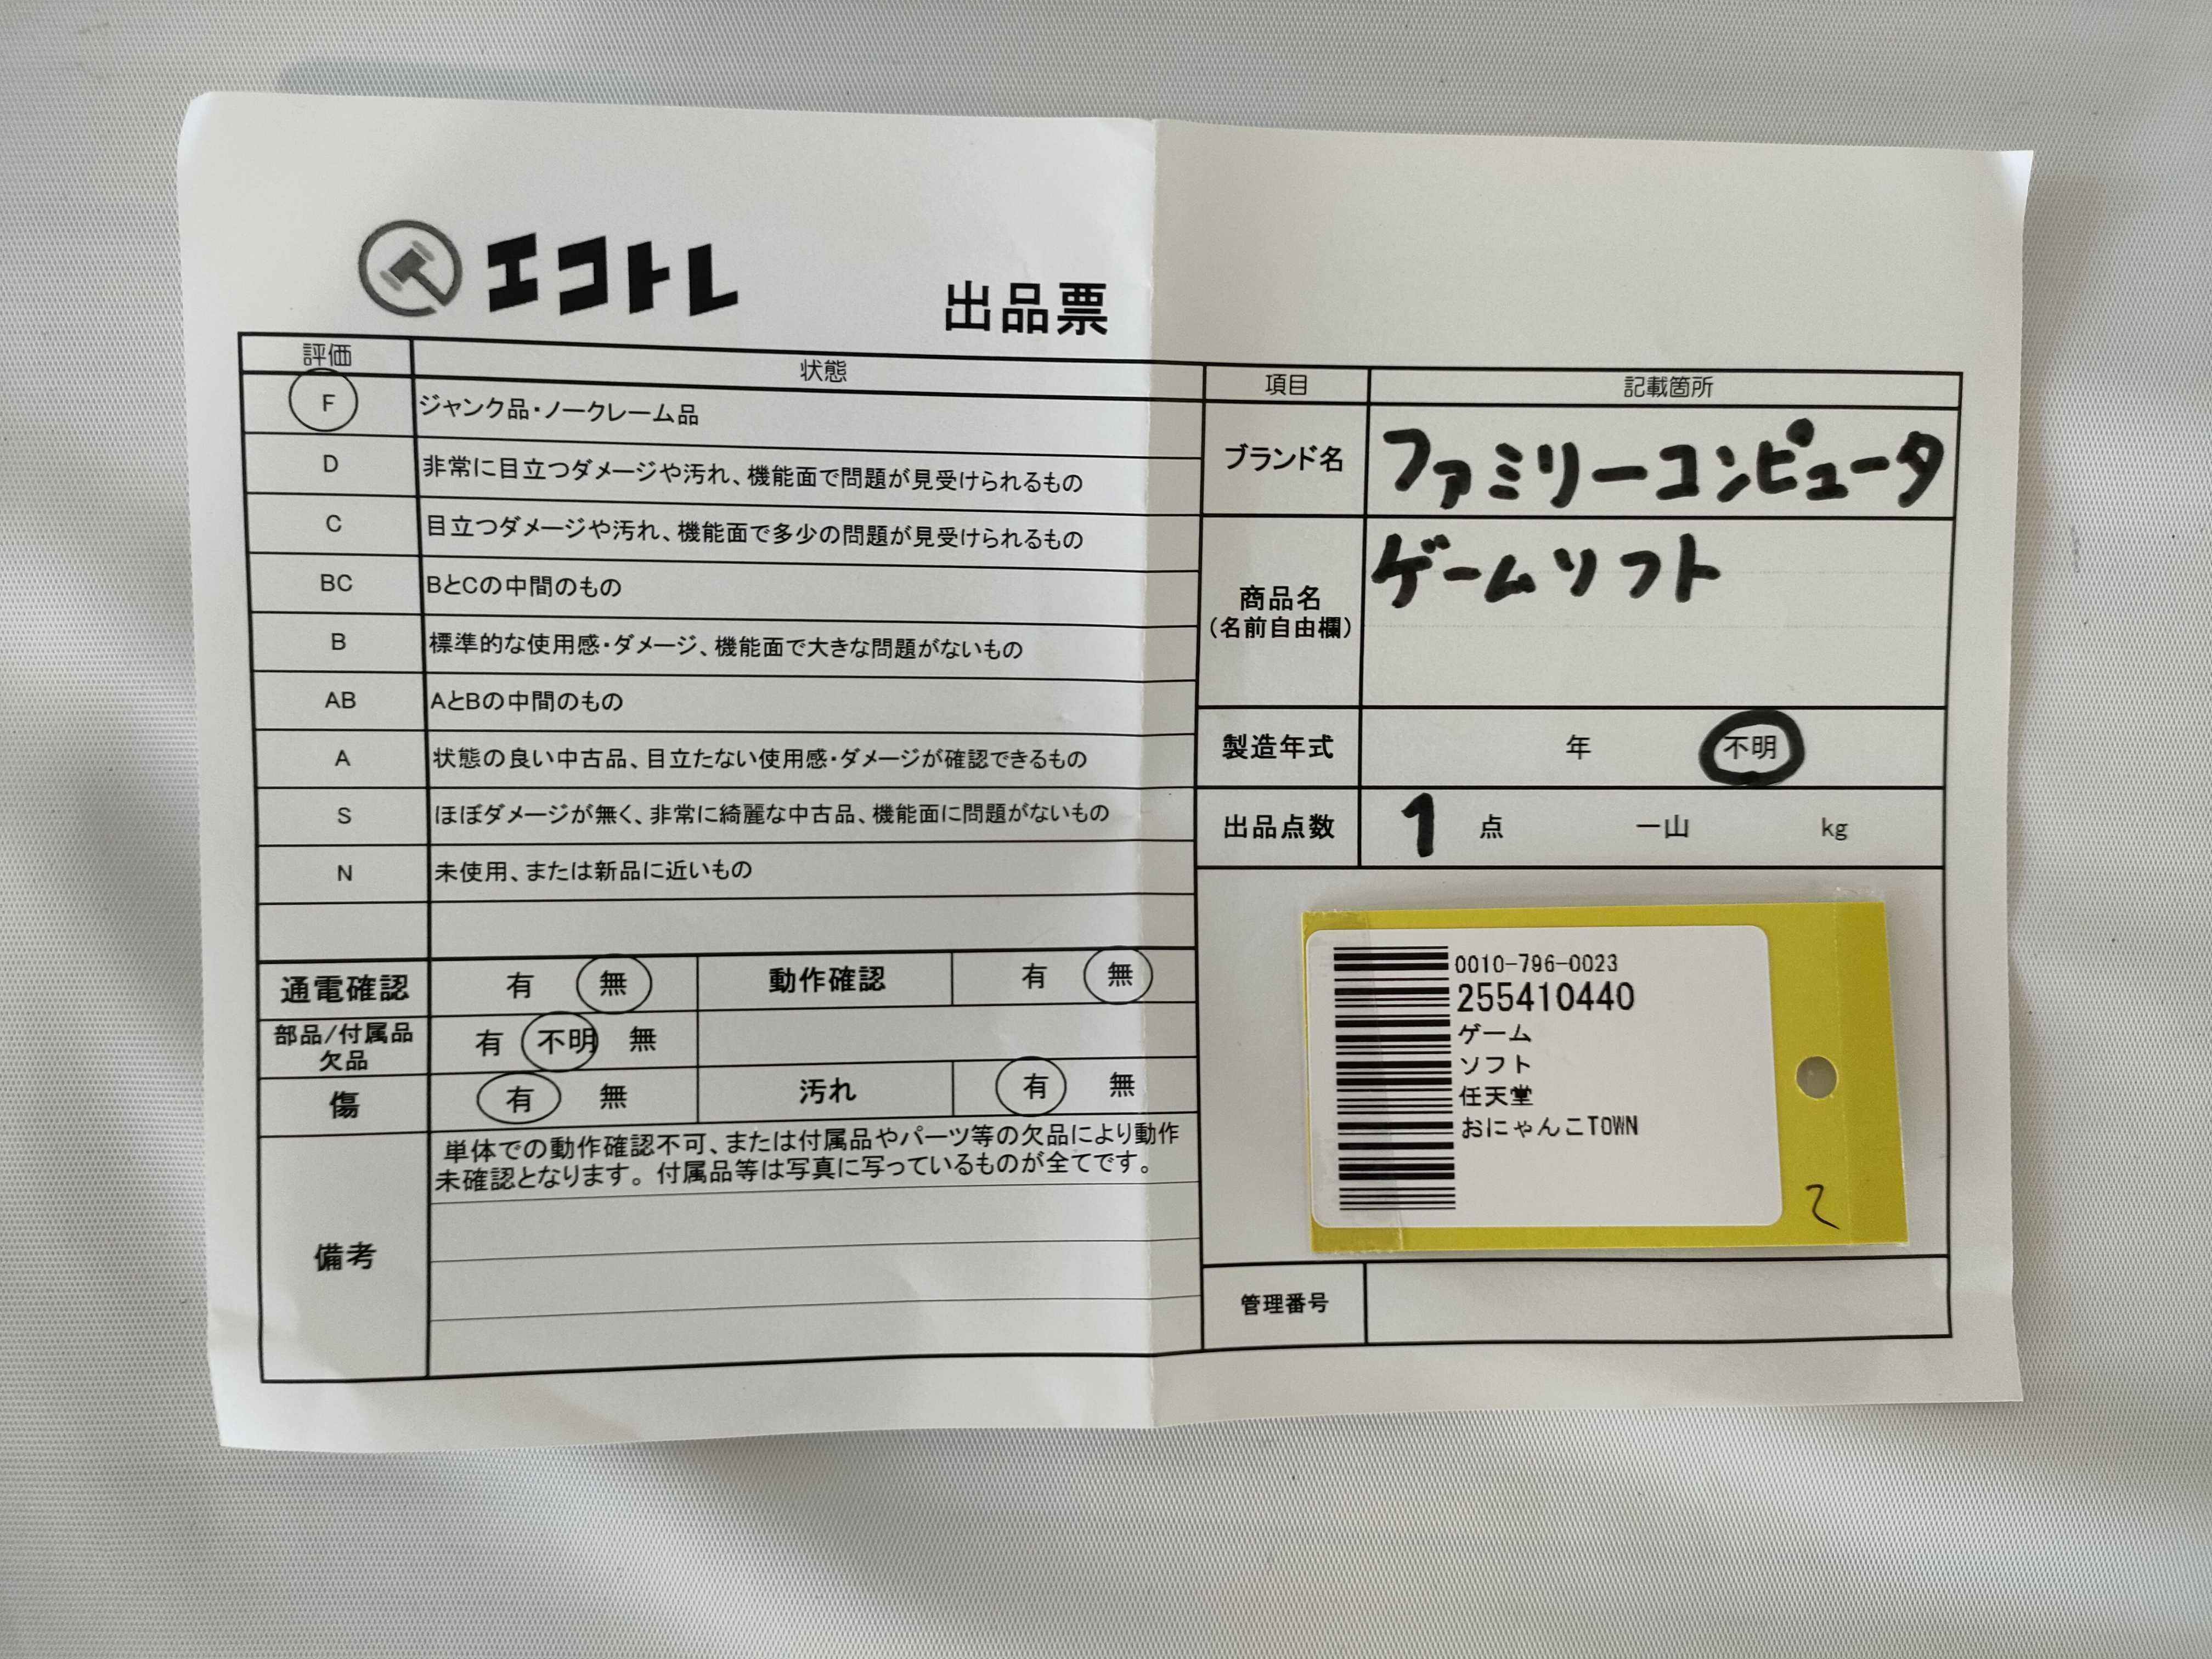 エコトレ
出品票
評価 状態
F ジャンク品・ノークレーム品
D 非常に目立つダメージや汚れ、機能面で問題が見受けられるもの
C 目立つダメージや汚れ、機能面で多少の問題が見受けられるもの
BC BとCの中間のもの
B 標準的な使用感・ダメージ、機能面で大きな問題がないもの
AB AとBの中間のもの
A 状態の良い中古品、目立たない使用感・ダメージが確認できるもの
S ほぼダメージが無く、非常に綺麗な中古品、機能面に問題がないもの
N 未使用、または新品に近いもの
通電確認 有 無 動作確認 有 無
部品/付属品
欠品 有 不明 無
傷 有 無 汚れ 有 無
備考
単体での動作確認不可、または付属品やパーツ等の欠品により動作
未確認となります。付属品等は写真に写っているものが全てです。
項目 記載箇所
ブランド名 ファミリーコンピュータ
商品名
(名前自由欄)
ゲームソフト
製造年式 年 不明
出品点数 1 点 一山 kg
0010-796-0023
255410440
ゲーム
ソフト
任天堂
おにゃんこTOWN
て
管理番号